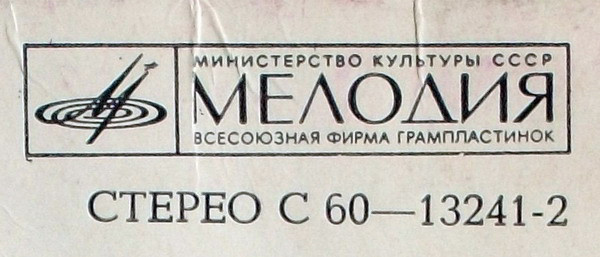 МИНИСТЕРСТВО КУЛЬТУРЫ СССР
МЕЛОДИЯ
ВСЕСОЮЗНАЯ ФИРМА ГРАМПЛАСТИНОК
СТЕРЕО С 60—13241-2